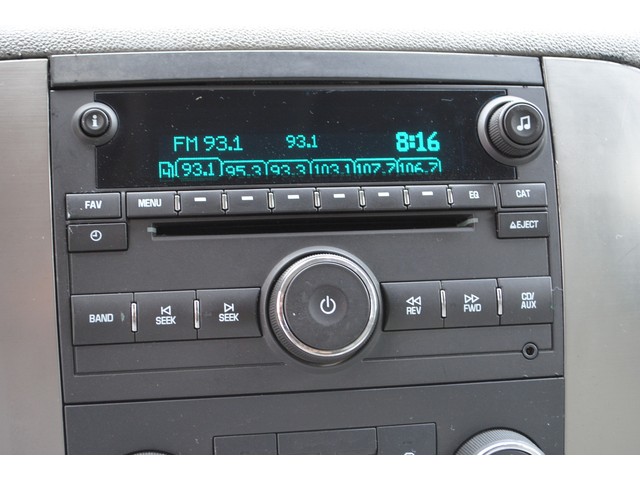 FM 93.1 93.1 8:16
4 93.1 95.3 93.3 103.1 107.7 106.7
FAV MENU EQ CAT
EJECT
BAND SEEK SEEK REV FWD CD/
AUX